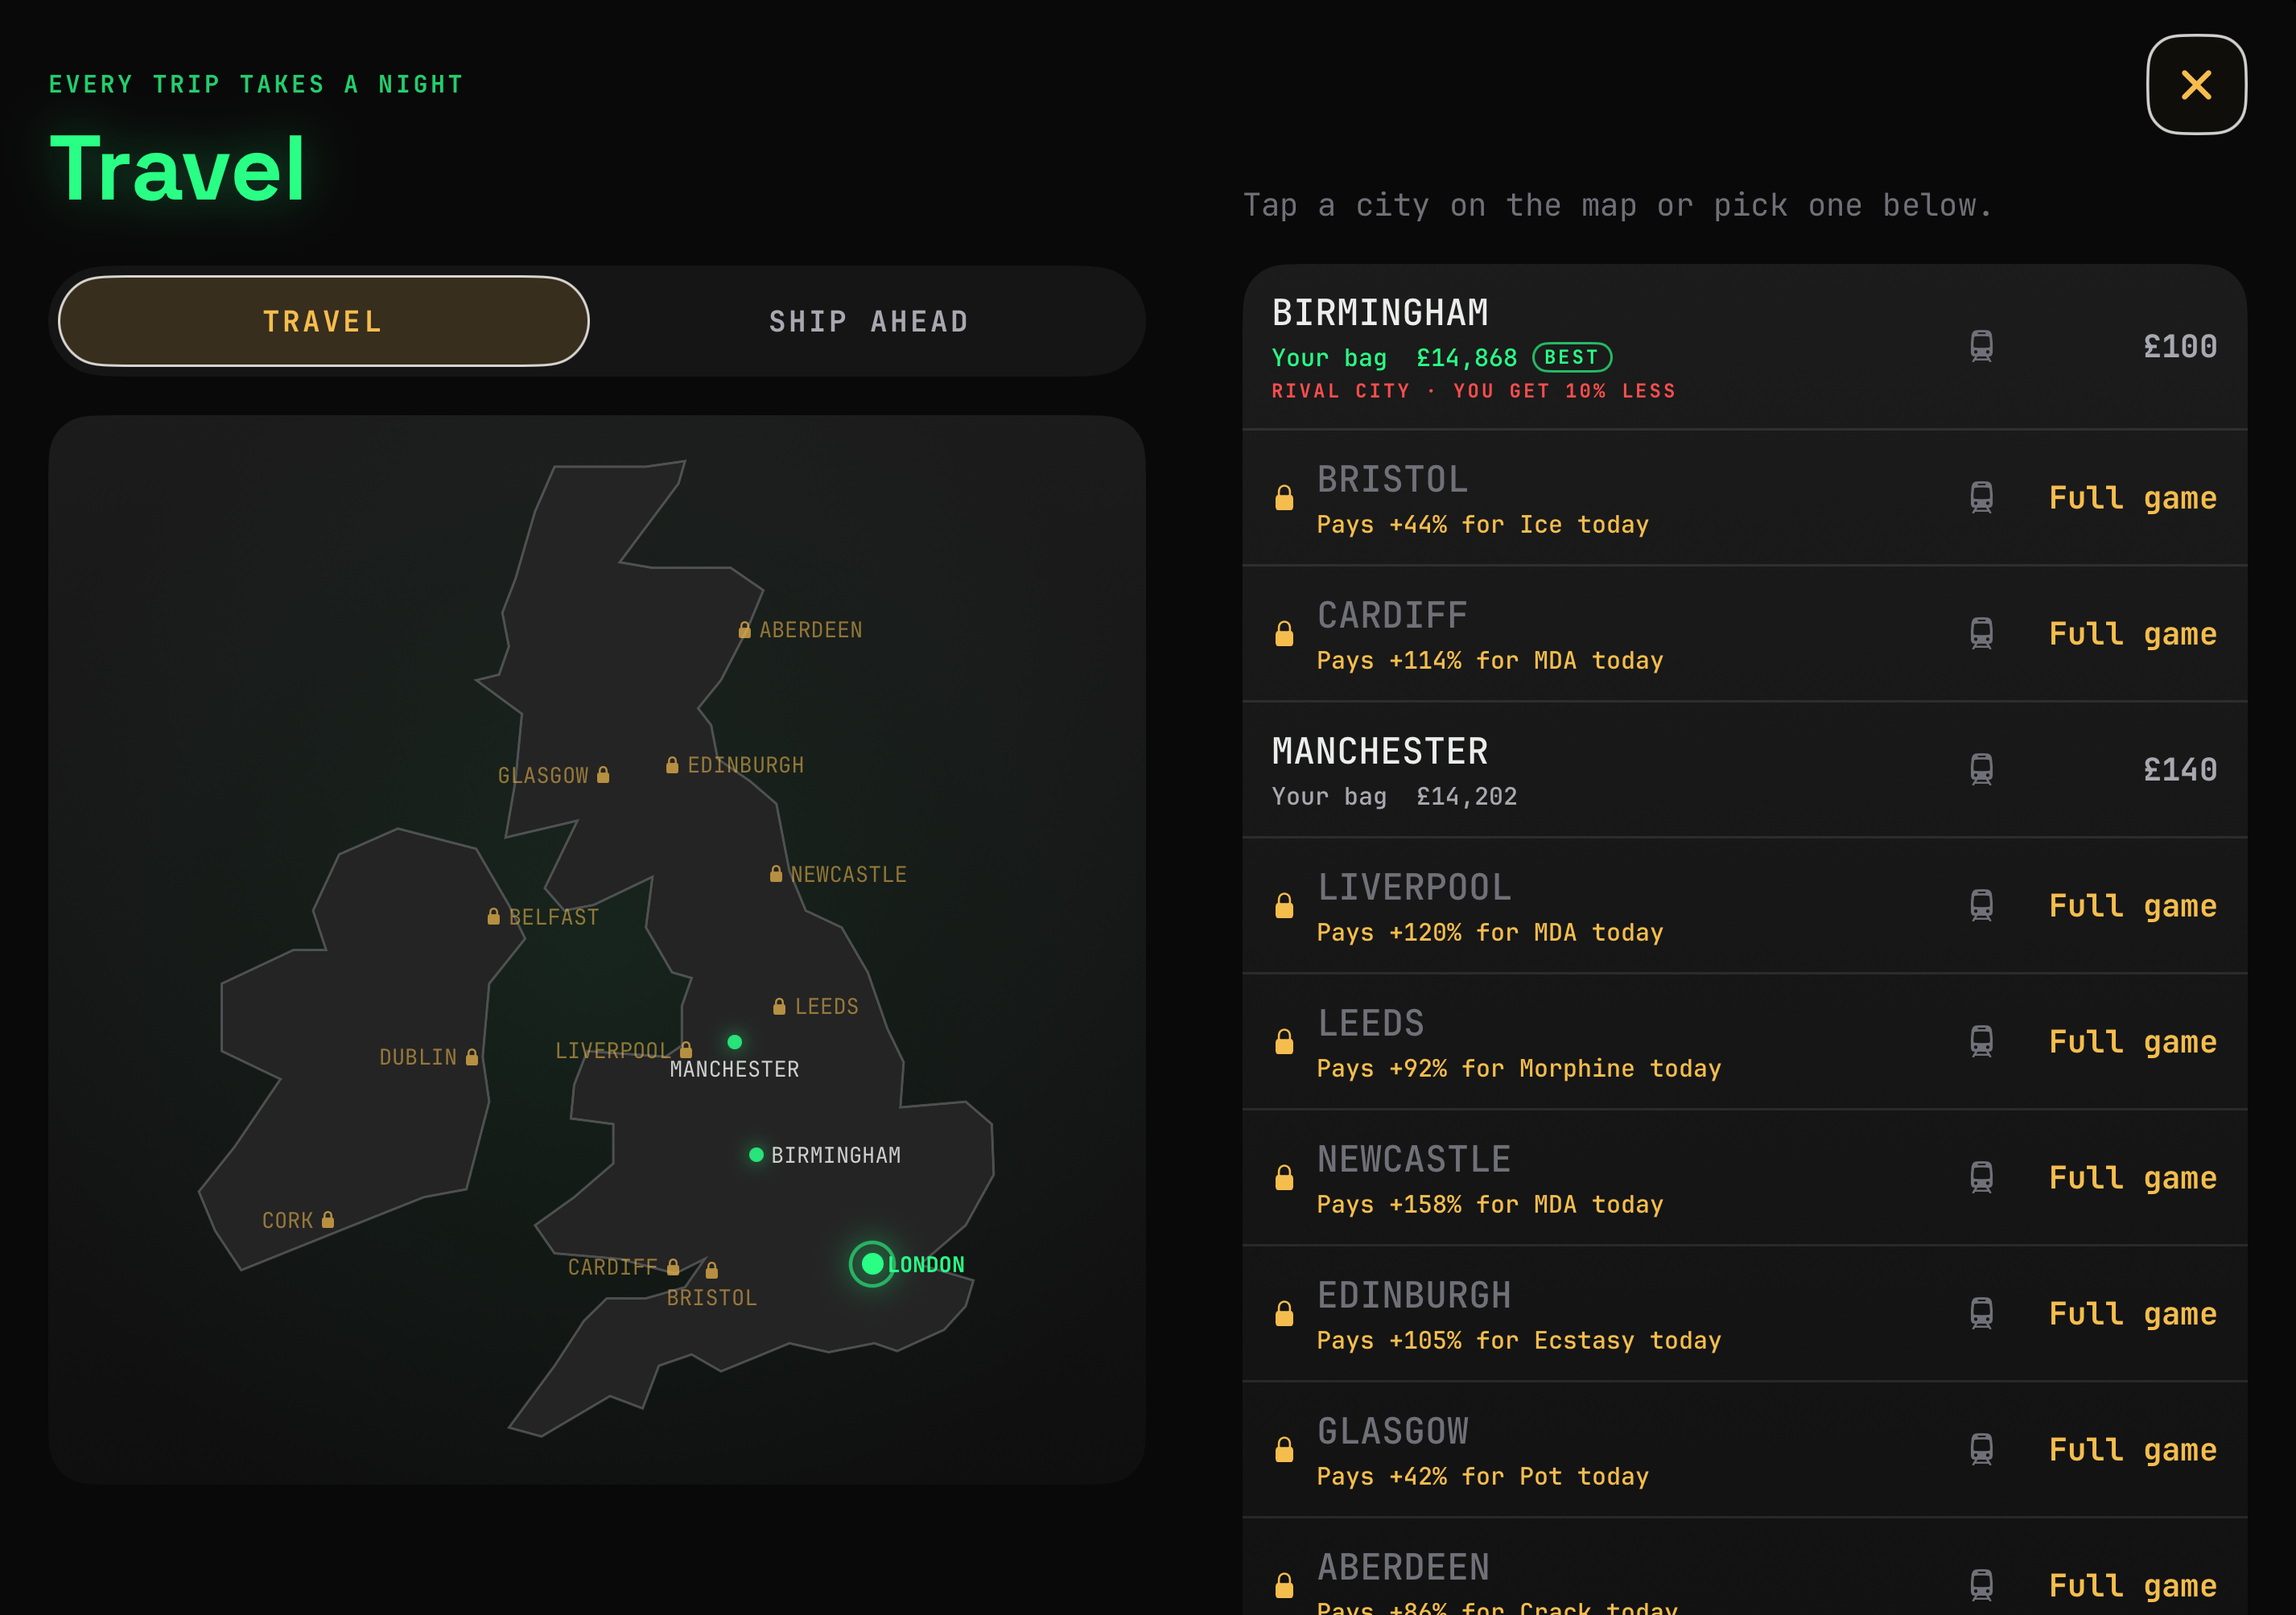 EVERY TRIP TAKES A NIGHT
Travel
TRAVEL
SHIP AHEAD
ABERDEEN
EDINBURGH
GLASGOW
NEWCASTLE
BELFAST
LEEDS
LIVERPOOL
DUBLIN
MANCHESTER
BIRMINGHAM
CORK
CARDIFF
LONDON
BRISTOL
Tap a city on the map or pick one below.
BIRMINGHAM
Your bag £14,868 BEST
RIVAL CITY · YOU GET 10% LESS
£100
BRISTOL
Pays +44% for Ice today
Full game
CARDIFF
Pays +114% for MDA today
Full game
MANCHESTER
Your bag £14,202
£140
LIVERPOOL
Pays +120% for MDA today
Full game
LEEDS
Pays +92% for Morphine today
Full game
NEWCASTLE
Pays +158% for MDA today
Full game
EDINBURGH
Pays +105% for Ecstasy today
Full game
GLASGOW
Pays +42% for Pot today
Full game
ABERDEEN
Pays +86% for Crack today
Full game